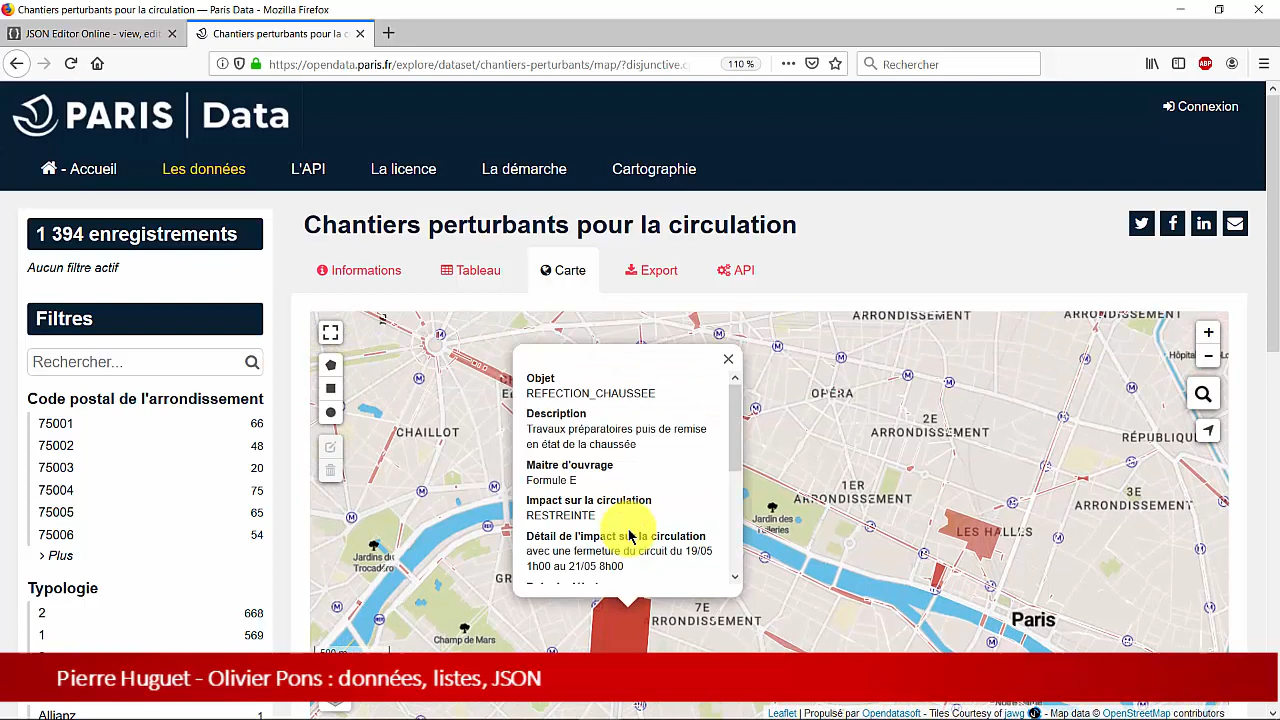 Chantiers perturbants pour la circulation — Paris Data - Mozilla Firefox
JSON Editor Online - view, edit
Chantiers perturbants pour la c
https://opendata.paris.fr/explore/dataset/chantiers-perturbants/map/?disjunctive.c
110 %
Rechercher
ABP
PARIS | Data
Connexion
- Accueil
Les données
L'API
La licence
La démarche
Cartographie
1 394 enregistrements
Aucun filtre actif
Filtres
Rechercher...
Code postal de l'arrondissement
75001 66
75002 48
75003 20
75004 75
75005 65
75006 54
> Plus
Typologie
2 668
1 569
Allianz 1
Chantiers perturbants pour la circulation
Informations
Tableau
Carte
Export
API
ARRONDISSEMENT
ARRONDISSEMENT
Hôpital
OPÉRA
2E
ARRONDISSEMENT
CHAILLOT
RÉPUBLIQUE
1ER
ARRONDISSEMENT
3E
ARRONDISSEMENT
Jardin des
Tuileries
LES HALLES
Jardins du
Trocadéro
GR
7E
ARRONDISSEMENT
Champ de Mars
Paris
500 m
Objet
REFECTION_CHAUSSEE
Description
Travaux préparatoires puis de remise
en état de la chaussée
Maitre d'ouvrage
Formule E
Impact sur la circulation
RESTREINTE
Détail de l'impact sur la circulation
avec une fermeture du circuit du 19/05
1h00 au 21/05 8h00
Pierre Huguet - Olivier Pons : données, listes, JSON
Leaflet | Propulsé par Opendatasoft - Tiles Courtesy of jawg - Map data © OpenStreetMap contributors